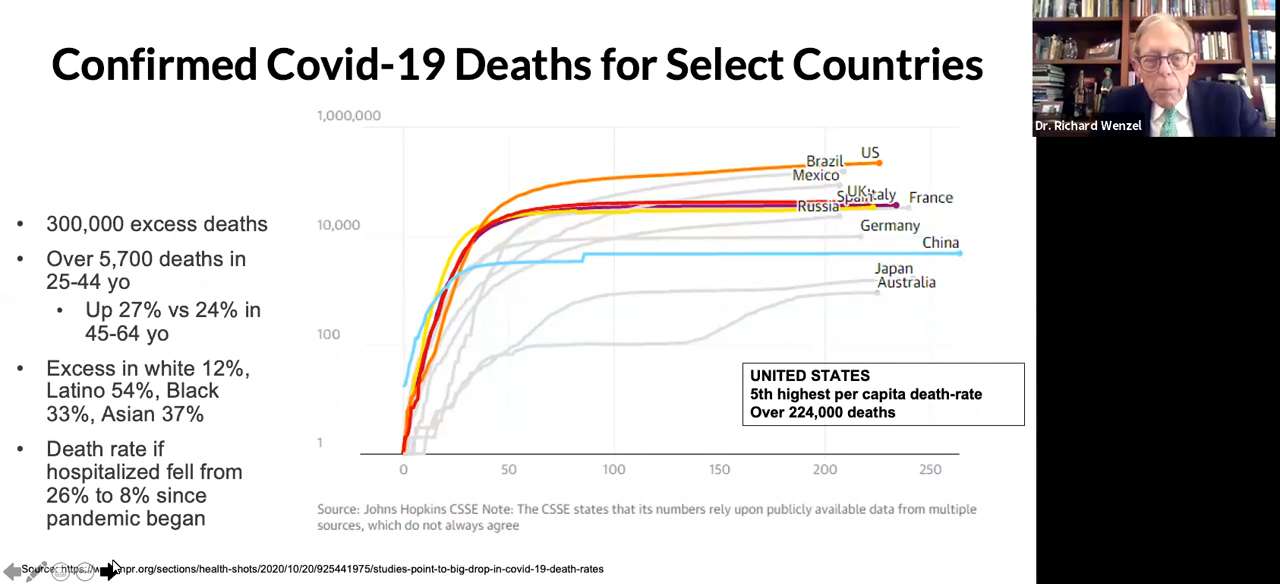 Confirmed Covid-19 Deaths for Select Countries
Dr. Richard Wenzel
• 300,000 excess deaths
• Over 5,700 deaths in
25-44 yo
• Up 27% vs 24% in
45-64 yo
• Excess in white 12%,
Latino 54%, Black
33%, Asian 37%
• Death rate if
hospitalized fell from
26% to 8% since
pandemic began
1,000,000
10,000
100
1
US
Brazil
Mexico
UK
Spain
Italy
France
Russia
Germany
China
Japan
Australia
UNITED STATES
5th highest per capita death-rate
Over 224,000 deaths
0 50 100 150 200 250
Source: Johns Hopkins CSSE Note: The CSSE states that its numbers rely upon publicly available data from multiple
sources, which do not always agree
Source: npr.org/sections/health-shots/2020/10/20/925441975/studies-point-to-big-drop-in-covid-19-death-rates